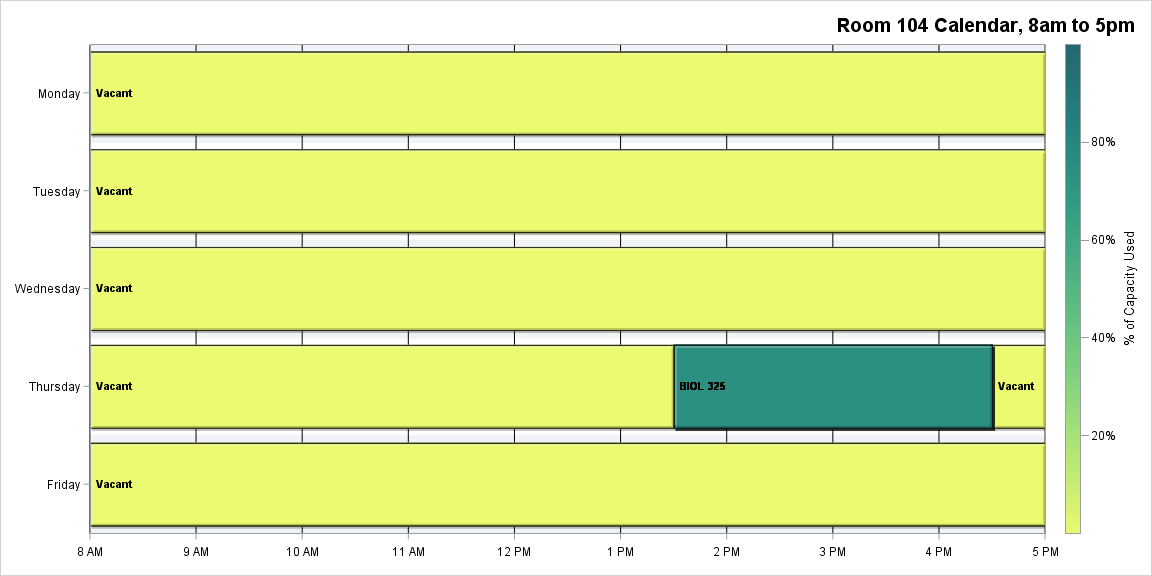 Room 104 Calendar, 8am to 5pm
Monday
Vacant
Tuesday
Vacant
Wednesday
Vacant
Thursday
Vacant
BIOL 325
Vacant
Friday
Vacant
8 AM
9 AM
10 AM
11 AM
12 PM
1 PM
2 PM
3 PM
4 PM
5 PM
80%
60%
40%
20%
% of Capacity Used